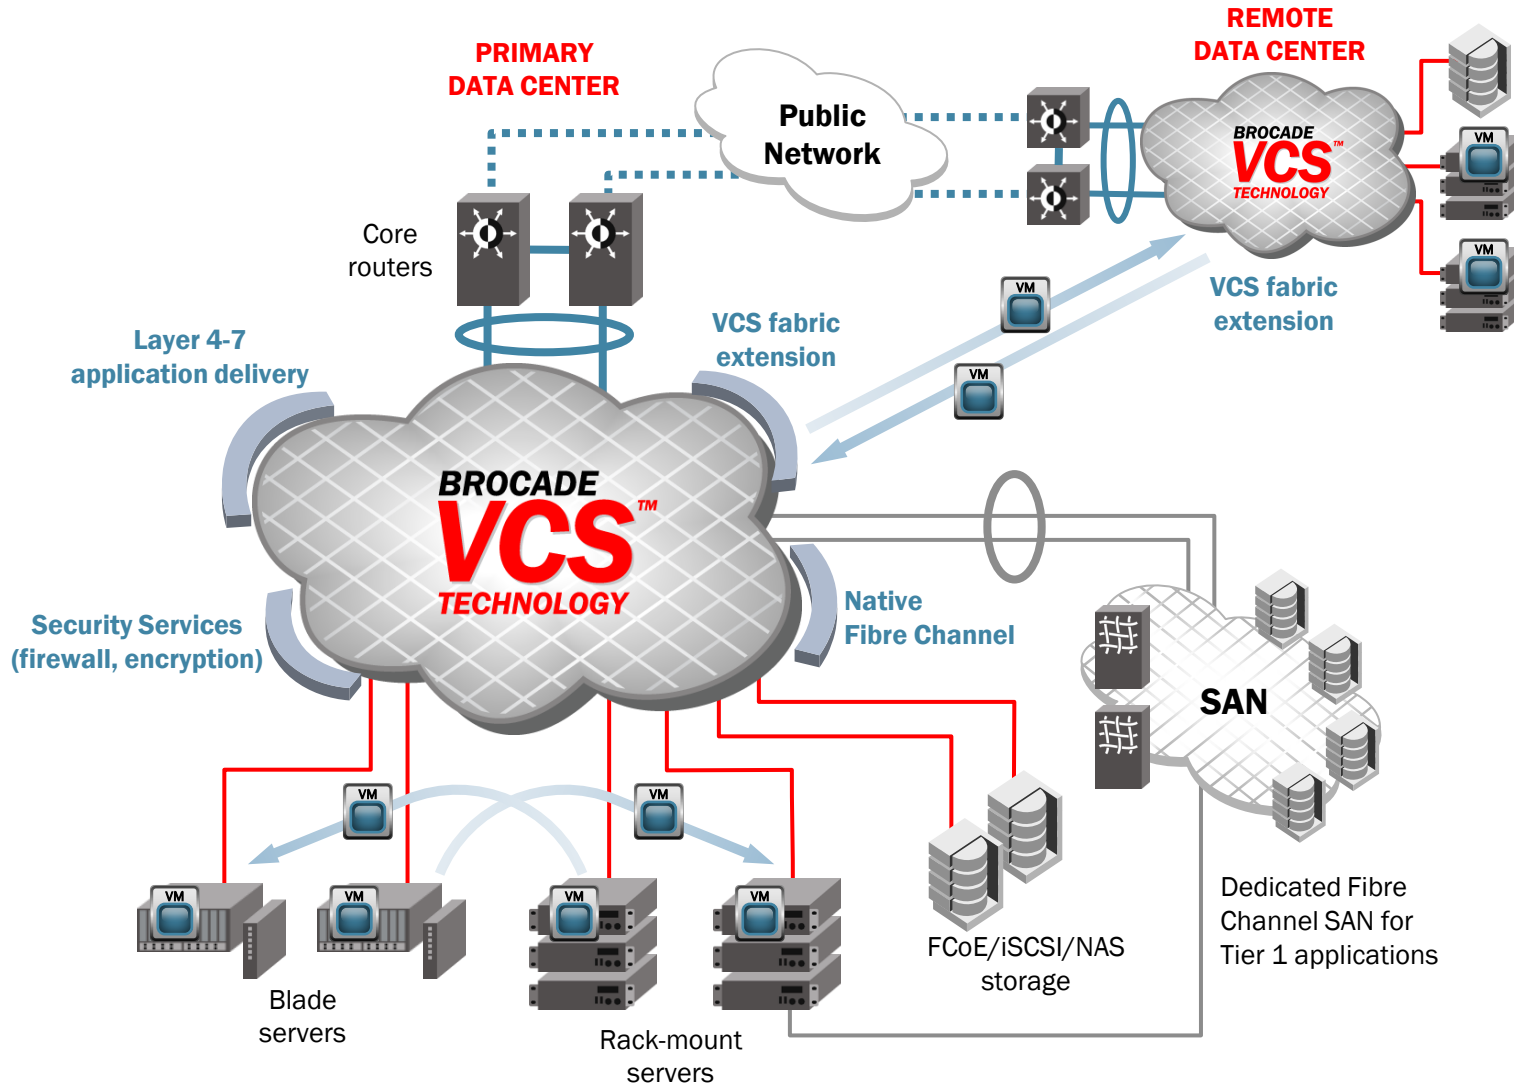 REMOTE
DATA CENTER
PRIMARY
DATA CENTER
Public
Network
BROCADE
VCS™
TECHNOLOGY
VM
VM
Core
routers
VCS fabric
extension
VM
VCS fabric
extension
VM
Layer 4-7
application delivery
BROCADE
VCS™
TECHNOLOGY
Native
Fibre Channel
Security Services
(firewall, encryption)
SAN
VM
VM
VM
VM
VM
VM
Dedicated Fibre
Channel SAN for
Tier 1 applications
FCoE/iSCSI/NAS
storage
Blade
servers
Rack-mount
servers